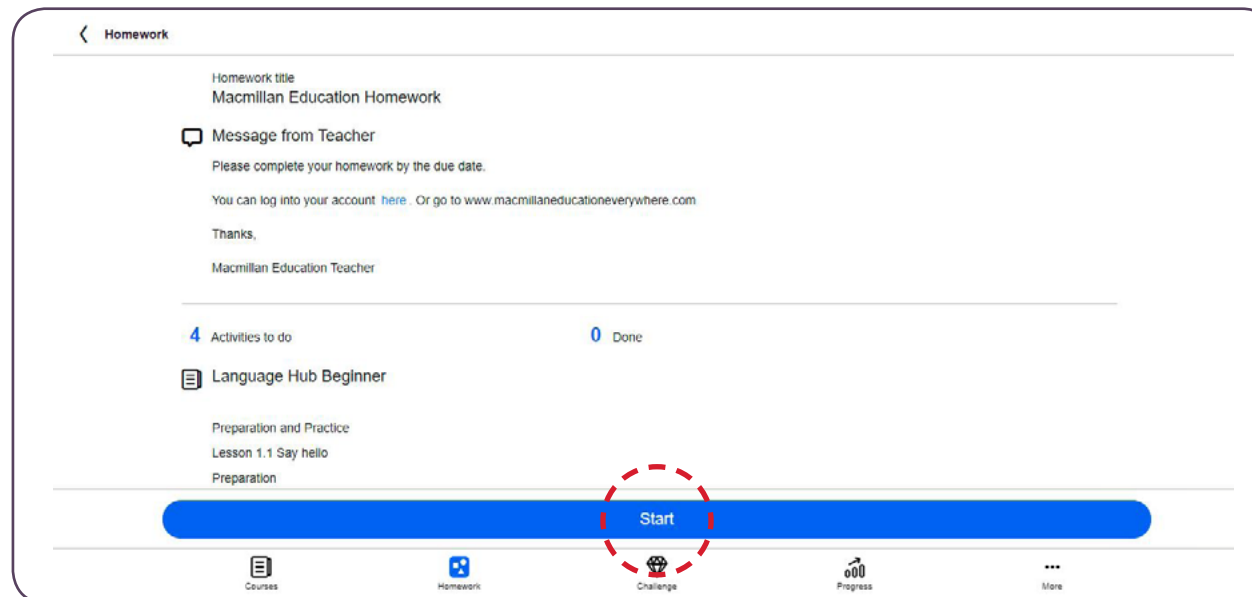 Homework
Homework title
Macmillan Education Homework
Message from Teacher
Please complete your homework by the due date.
You can log into your account here . Or go to www.macmillaneducationeverywhere.com
Thanks,
Macmillan Education Teacher
4 Activities to do 0 Done
Language Hub Beginner
Preparation and Practice
Lesson 1.1 Say hello
Preparation
Start
Courses Homework Challenge Progress More